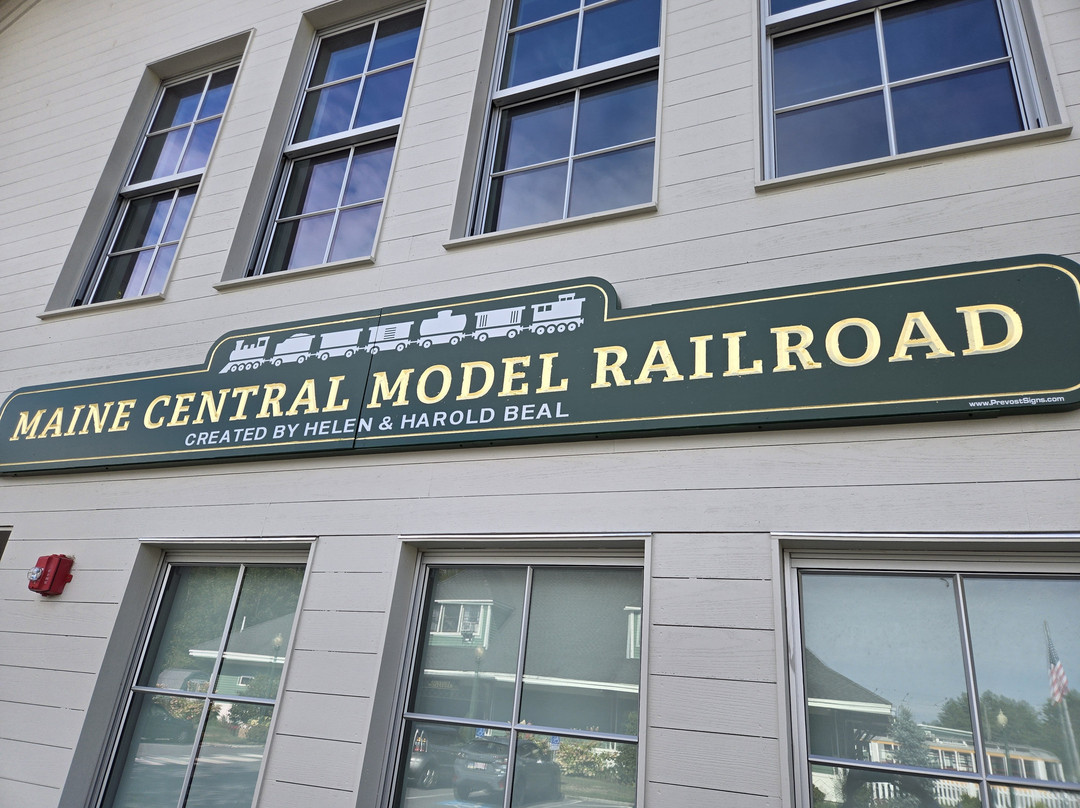 MAINE CENTRAL MODEL RAILROAD
CREATED BY HELEN & HAROLD BEAL
www.PrevostSigns.com